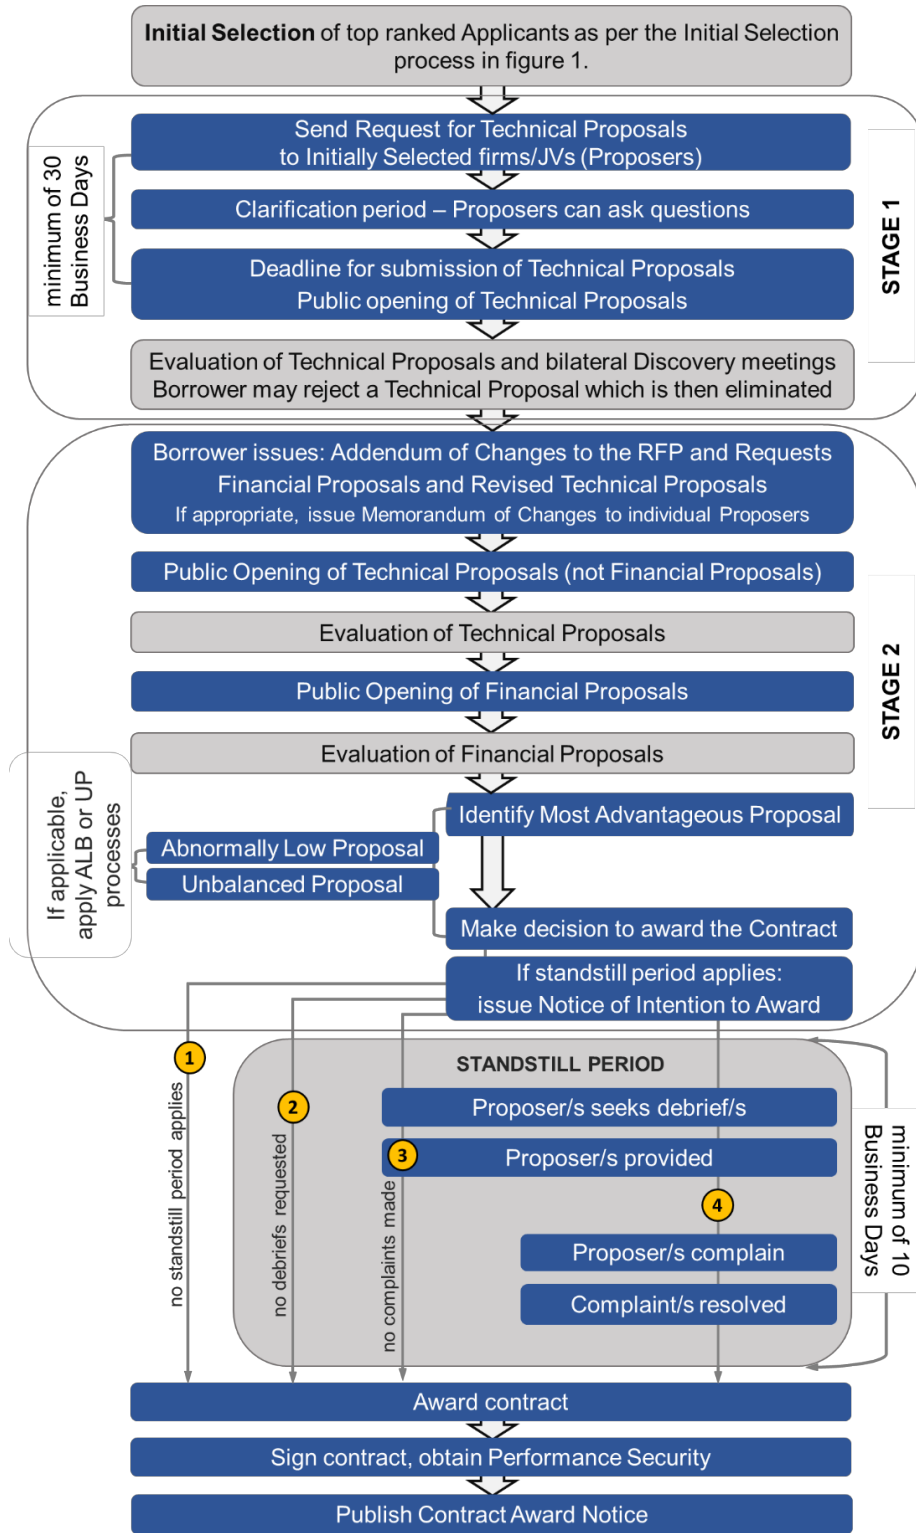 Initial Selection of top ranked Applicants as per the Initial Selection
process in figure 1.
STAGE 1
minimum of 30
Business Days
Send Request for Technical Proposals
to Initially Selected firms/JVs (Proposers)
Clarification period – Proposers can ask questions
Deadline for submission of Technical Proposals
Public opening of Technical Proposals
Evaluation of Technical Proposals and bilateral Discovery meetings
Borrower may reject a Technical Proposal which is then eliminated
STAGE 2
Borrower issues: Addendum of Changes to the RFP and Requests
Financial Proposals and Revised Technical Proposals
If appropriate, issue Memorandum of Changes to individual Proposers
Public Opening of Technical Proposals (not Financial Proposals)
Evaluation of Technical Proposals
Public Opening of Financial Proposals
Evaluation of Financial Proposals
If applicable,
apply ALB or UP
processes
Identify Most Advantageous Proposal
Abnormally Low Proposal
Unbalanced Proposal
Make decision to award the Contract
If standstill period applies:
issue Notice of Intention to Award
1
no standstill period applies
2
no debriefs requested
3
no complaints made
4
STANDSTILL PERIOD
Proposer/s seeks debrief/s
Proposer/s provided
Proposer/s complain
Complaint/s resolved
minimum of 10
Business Days
Award contract
Sign contract, obtain Performance Security
Publish Contract Award Notice